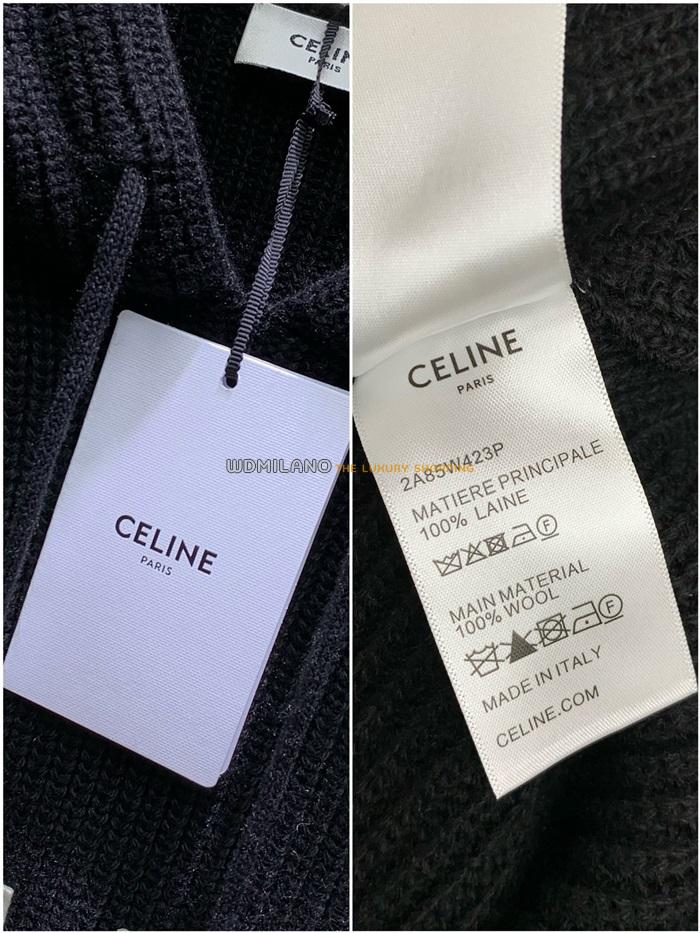 CELINE
PARIS
WDMILANO THE LUXURY SHOPPING
CELINE
PARIS
CELINE
PARIS
2A85W423P
MATIERE PRINCIPALE
100% LAINE
F
MAIN MATERIAL
100% WOOL
F
MADE IN ITALY
CELINE.COM